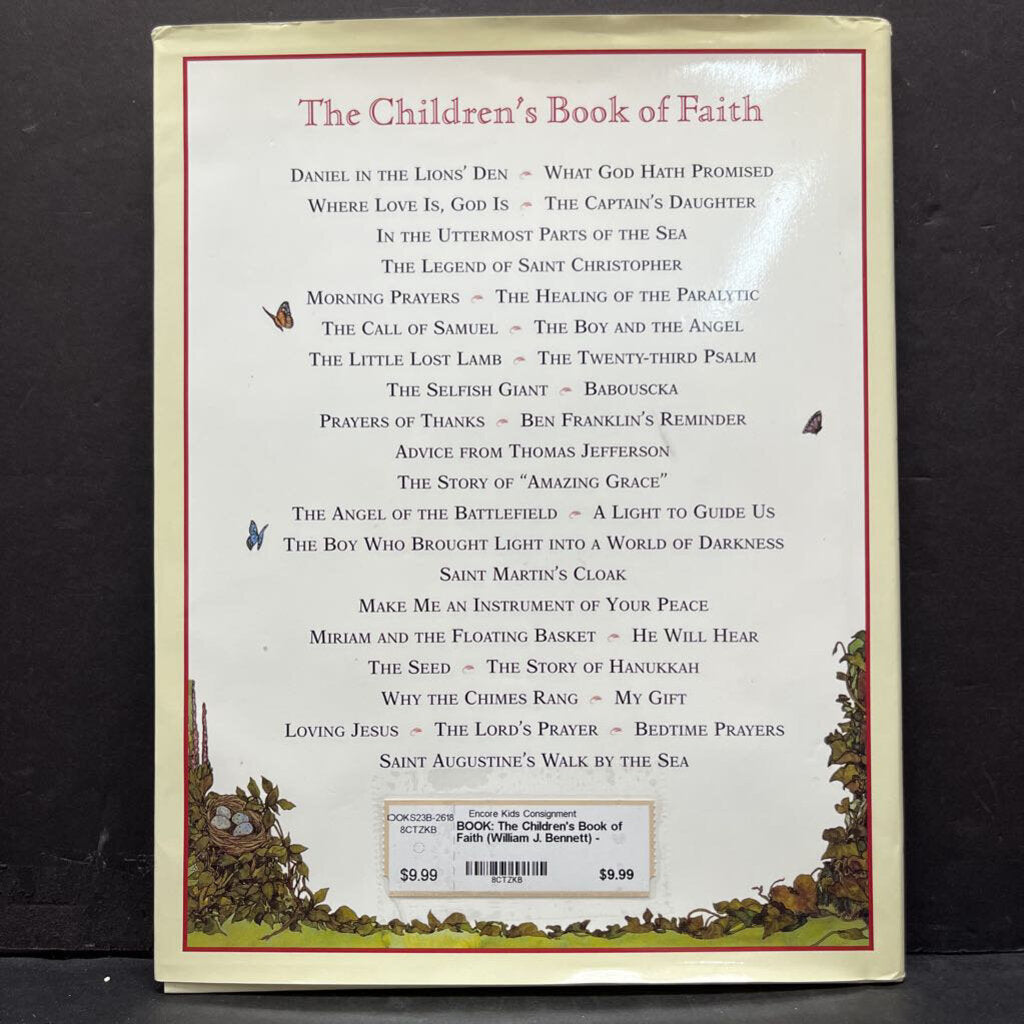 The Children's Book of Faith
Daniel in the Lions' Den What God Hath Promised
Where Love Is, God Is The Captain's Daughter
In the Uttermost Parts of the Sea
The Legend of Saint Christopher
Morning Prayers The Healing of the Paralytic
The Call of Samuel The Boy and the Angel
The Little Lost Lamb The Twenty-third Psalm
The Selfish Giant Babouscka
Prayers of Thanks Ben Franklin's Reminder
Advice from Thomas Jefferson
The Story of "Amazing Grace"
The Angel of the Battlefield A Light to Guide Us
The Boy Who Brought Light into a World of Darkness
Saint Martin's Cloak
Make Me an Instrument of Your Peace
Miriam and the Floating Basket He Will Hear
The Seed The Story of Hanukkah
Why the Chimes Rang My Gift
Loving Jesus The Lord's Prayer Bedtime Prayers
Saint Augustine's Walk by the Sea
OOKS23B-2618
8CTZKB
$9.99
Encore Kids Consignment
BOOK: The Children's Book of
Faith (William J. Bennett) -
8CTZKB
$9.99